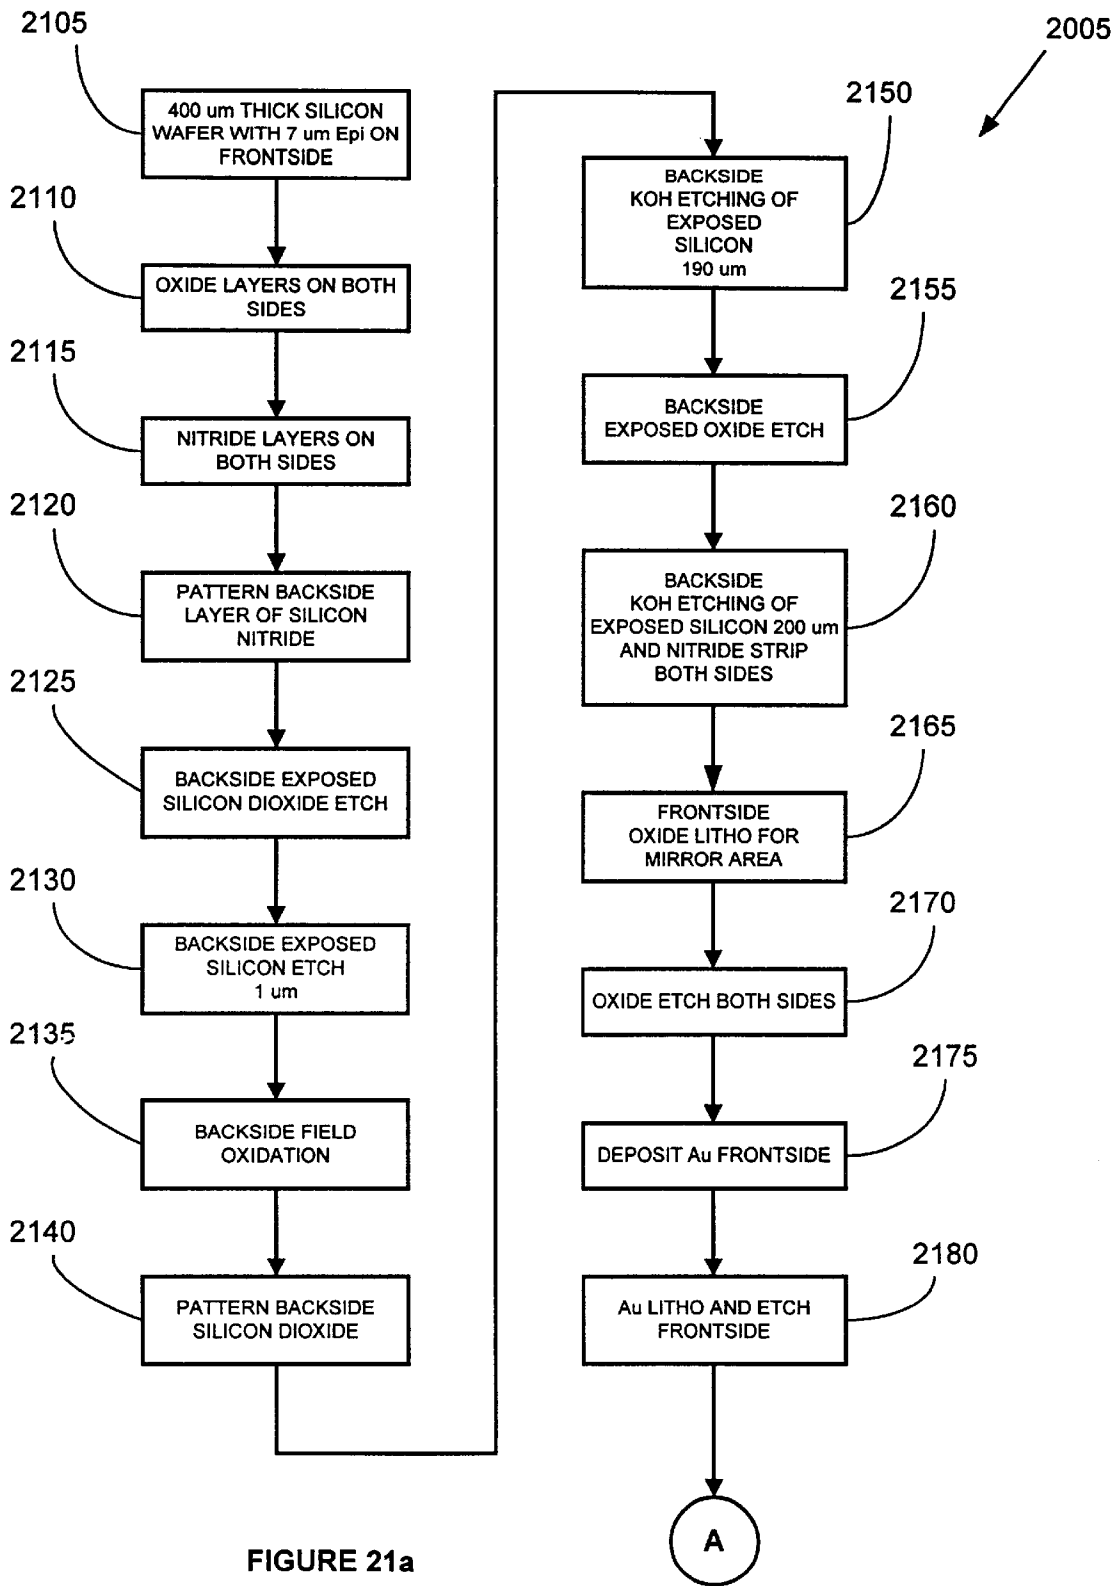 2005
2105
400 um THICK SILICON
WAFER WITH 7 um Epi ON
FRONTSIDE
2110
OXIDE LAYERS ON BOTH
SIDES
2115
NITRIDE LAYERS ON
BOTH SIDES
2120
PATTERN BACKSIDE
LAYER OF SILICON
NITRIDE
2125
BACKSIDE EXPOSED
SILICON DIOXIDE ETCH
2130
BACKSIDE EXPOSED
SILICON ETCH
1 um
2135
BACKSIDE FIELD
OXIDATION
2140
PATTERN BACKSIDE
SILICON DIOXIDE
2150
BACKSIDE
KOH ETCHING OF
EXPOSED
SILICON
190 um
2155
BACKSIDE
EXPOSED OXIDE ETCH
2160
BACKSIDE
KOH ETCHING OF
EXPOSED SILICON 200 um
AND NITRIDE STRIP
BOTH SIDES
2165
FRONTSIDE
OXIDE LITHO FOR
MIRROR AREA
2170
OXIDE ETCH BOTH SIDES
2175
DEPOSIT Au FRONTSIDE
2180
Au LITHO AND ETCH
FRONTSIDE
A
FIGURE 21a